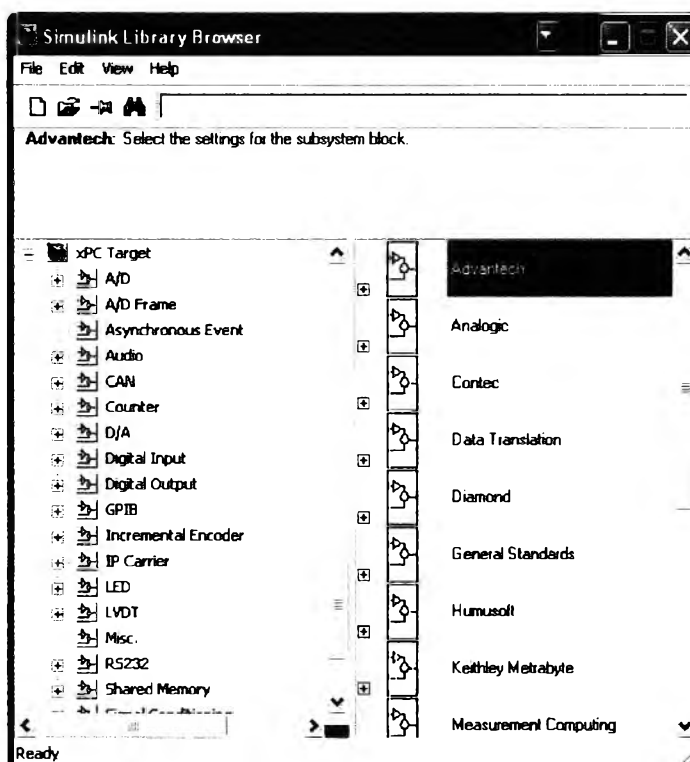 Simulink Library Browser
File Edit View Help
Advantech: Select the settings for the subsystem block.
xPC Target
A/D
A/D Frame
Asynchronous Event
Audio
CAN
Counter
D/A
Digital Input
Digital Output
GPIB
Incremental Encoder
IP Carrier
LED
LVDT
Misc.
RS232
Shared Memory
Advantech
Analogic
Contec
Data Translation
Diamond
General Standards
Humusoft
Keithley Metrabyte
Measurement Computing
Ready